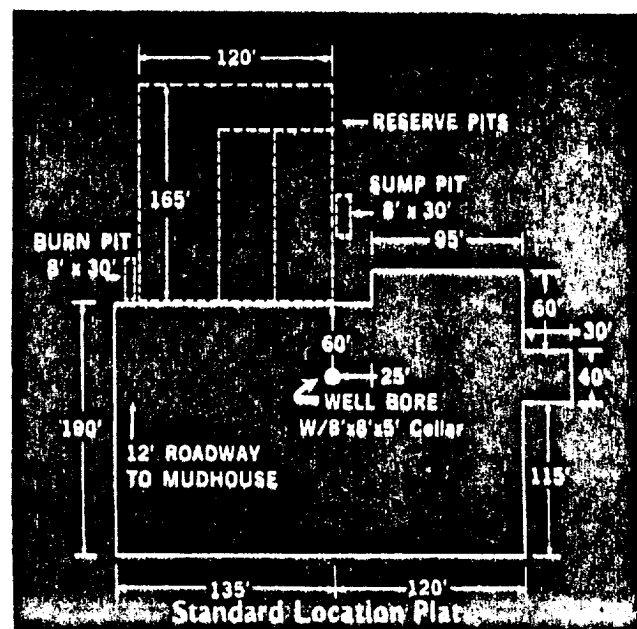 120'
RESERVE PITS
165'
SUMP PIT
8' x 30'
BURN PIT
8' x 30'
95'
60'
30'
60'
25'
40'
WELL BORE
W/8'x8'x5' Cellar
190'
12' ROADWAY
TO MUDHOUSE
115'
135'
120'
Standard Location Plat